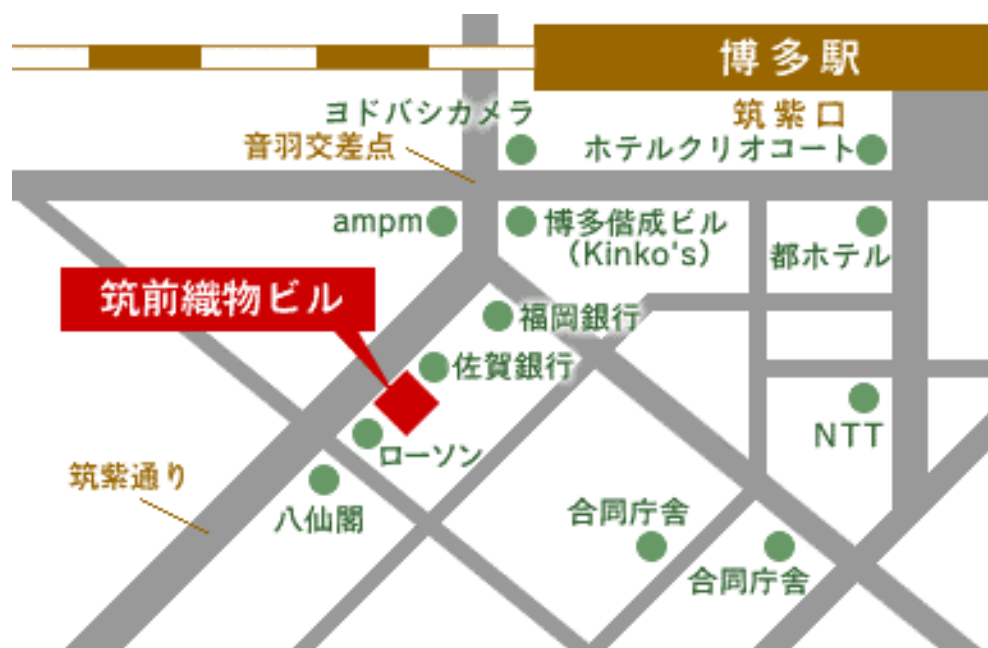 博多駅
ヨドバシカメラ
筑紫口
音羽交差点
ホテルクリオコート
ampm
博多偕成ビル
(Kinko's)
都ホテル
筑前織物ビル
福岡銀行
佐賀銀行
NTT
ローソン
筑紫通り
八仙閣
合同庁舎
合同庁舎